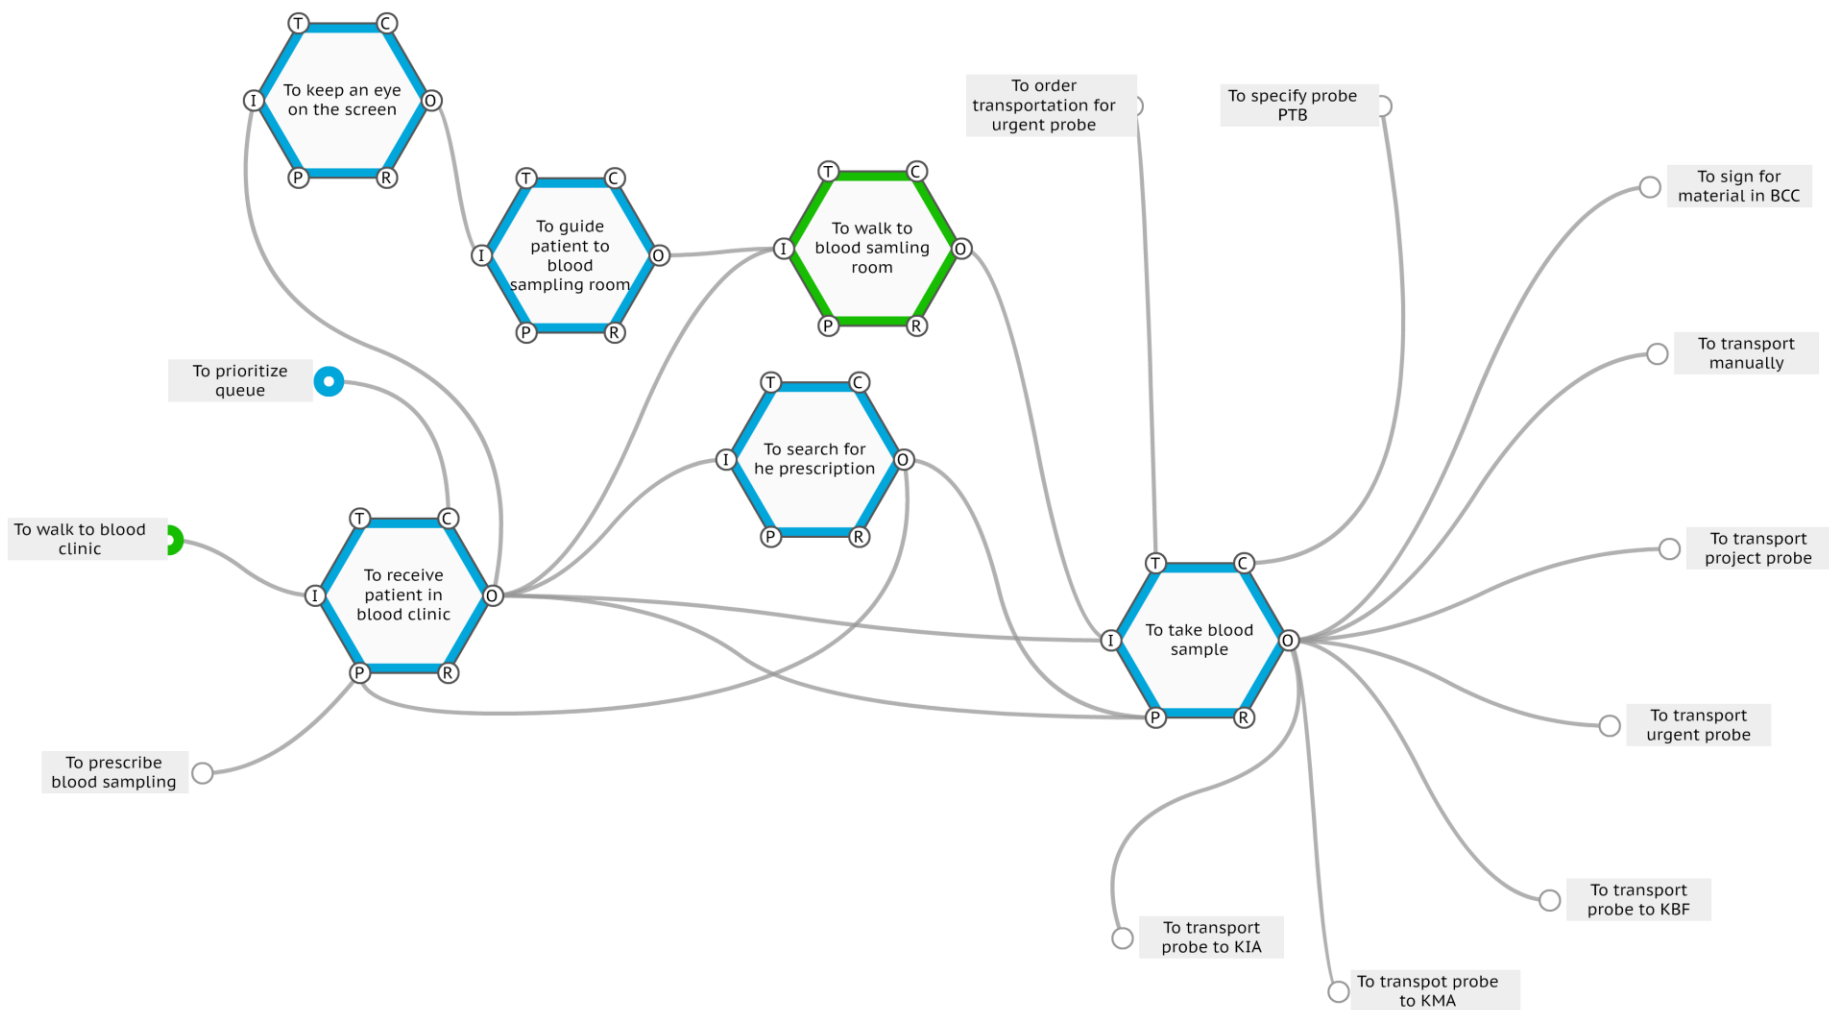 T
C
I
To keep an eye
on the screen
O
P
R
To order
transportation for
urgent probe
To specify probe
PTB
T
C
I
To guide
patient to
blood
sampling room
O
P
R
T
C
I
To walk to
blood samling
room
O
P
R
To sign for
material in BCC
To transport
manually
To prioritize
queue
T
C
I
To search for
he prescription
O
P
R
To walk to blood
clinic
T
C
I
To receive
patient in
blood clinic
O
P
R
To prescribe
blood sampling
T
C
I
To take blood
sample
O
P
R
To transport
project probe
To transport
urgent probe
To transport
probe to KBF
To transport
probe to KIA
To transpot probe
to KMA